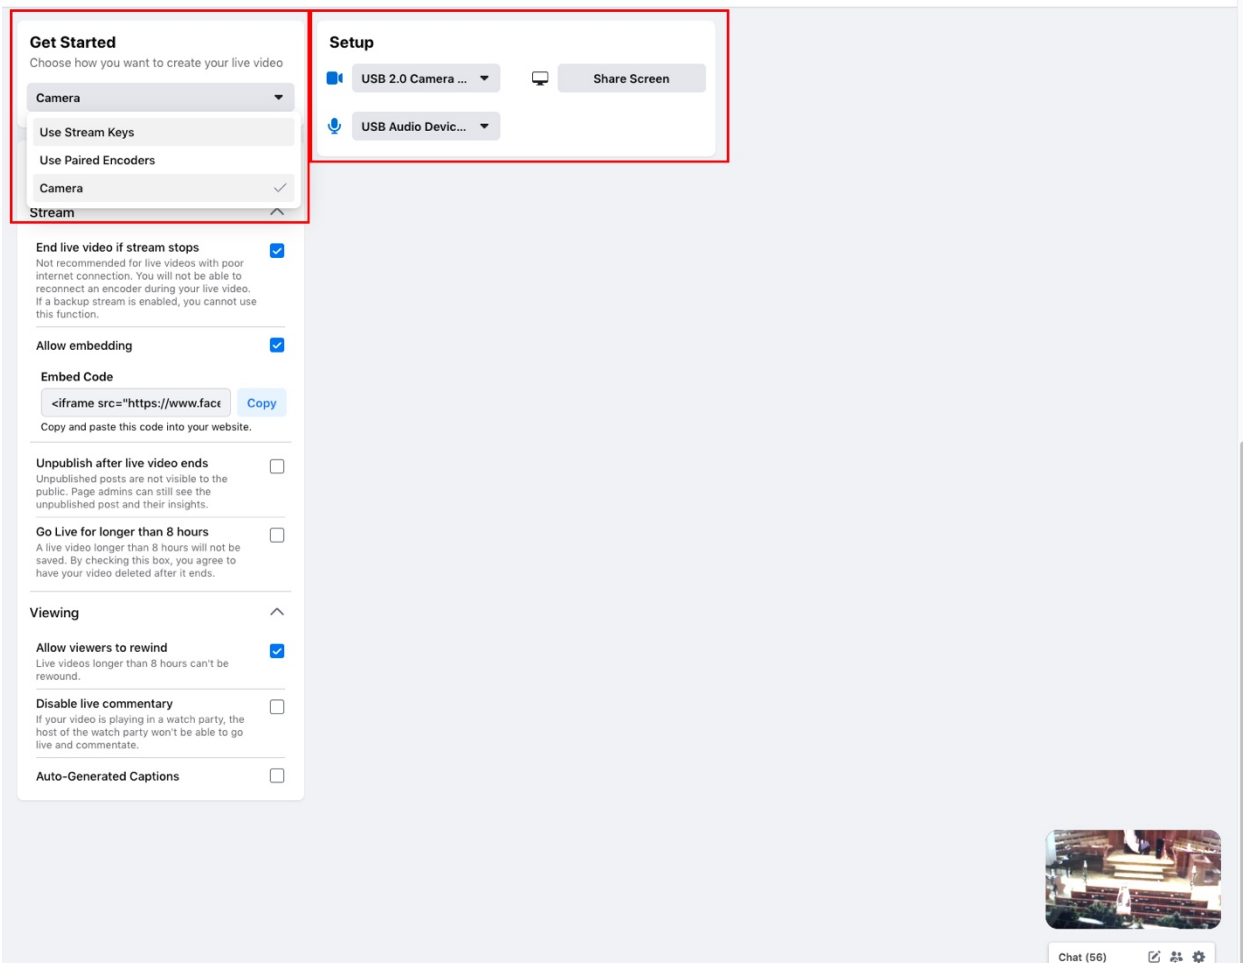 Get Started
Choose how you want to create your live video
Camera
Use Stream Keys
Use Paired Encoders
Camera
Stream
End live video if stream stops
Not recommended for live videos with poor
internet connection. You will not be able to
reconnect an encoder during your live video.
If a backup stream is enabled, you cannot use
this function.
Allow embedding
Embed Code
<iframe src="https://www.face
Copy
Copy and paste this code into your website.
Unpublish after live video ends
Unpublished posts are not visible to the
public. Page admins can still see the
unpublished post and their insights.
Go Live for longer than 8 hours
A live video longer than 8 hours will not be
saved. By checking this box, you agree to
have your video deleted after it ends.
Viewing
Allow viewers to rewind
Live videos longer than 8 hours can't be
rewound.
Disable live commentary
If your video is playing in a watch party, the
host of the watch party won't be able to go
live and commentate.
Auto-Generated Captions
Setup
USB 2.0 Camera ...
Share Screen
USB Audio Devic...
Chat (56)